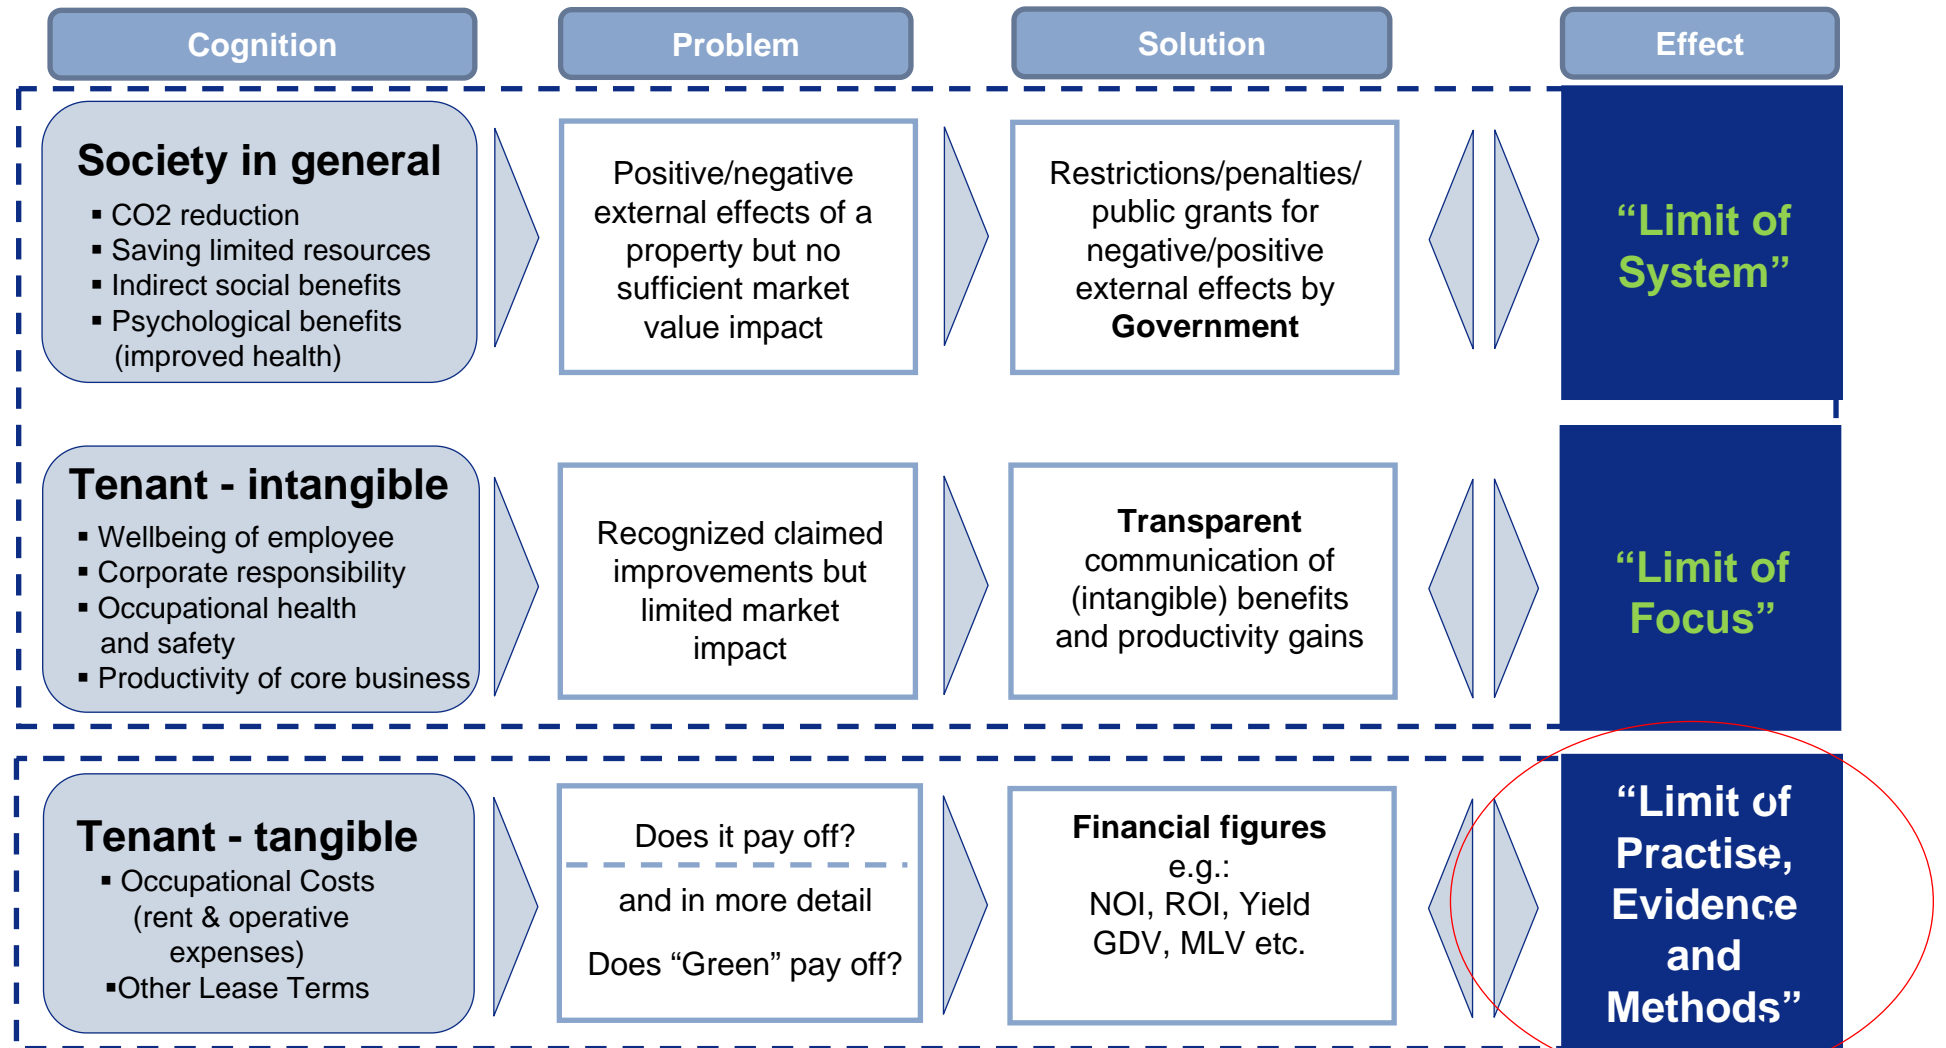 Cognition
Problem
Solution
Effect
Society in general
▪ CO2 reduction
▪ Saving limited resources
▪ Indirect social benefits
▪ Psychological benefits
(improved health)
Positive/negative
external effects of a
property but no
sufficient market
value impact
Restrictions/penalties/
public grants for
negative/positive
external effects by
Government
“Limit of
System”
Tenant - intangible
▪ Wellbeing of employee
▪ Corporate responsibility
▪ Occupational health
and safety
▪ Productivity of core business
Recognized claimed
improvements but
limited market
impact
Transparent
communication of
(intangible) benefits
and productivity gains
“Limit of
Focus”
Tenant - tangible
▪ Occupational Costs
(rent & operative
expenses)
▪Other Lease Terms
Does it pay off?
and in more detail
Does “Green” pay off?
Financial figures
e.g.:
NOI, ROI, Yield
GDV, MLV etc.
“Limit of
Practise,
Evidence
and
Methods”